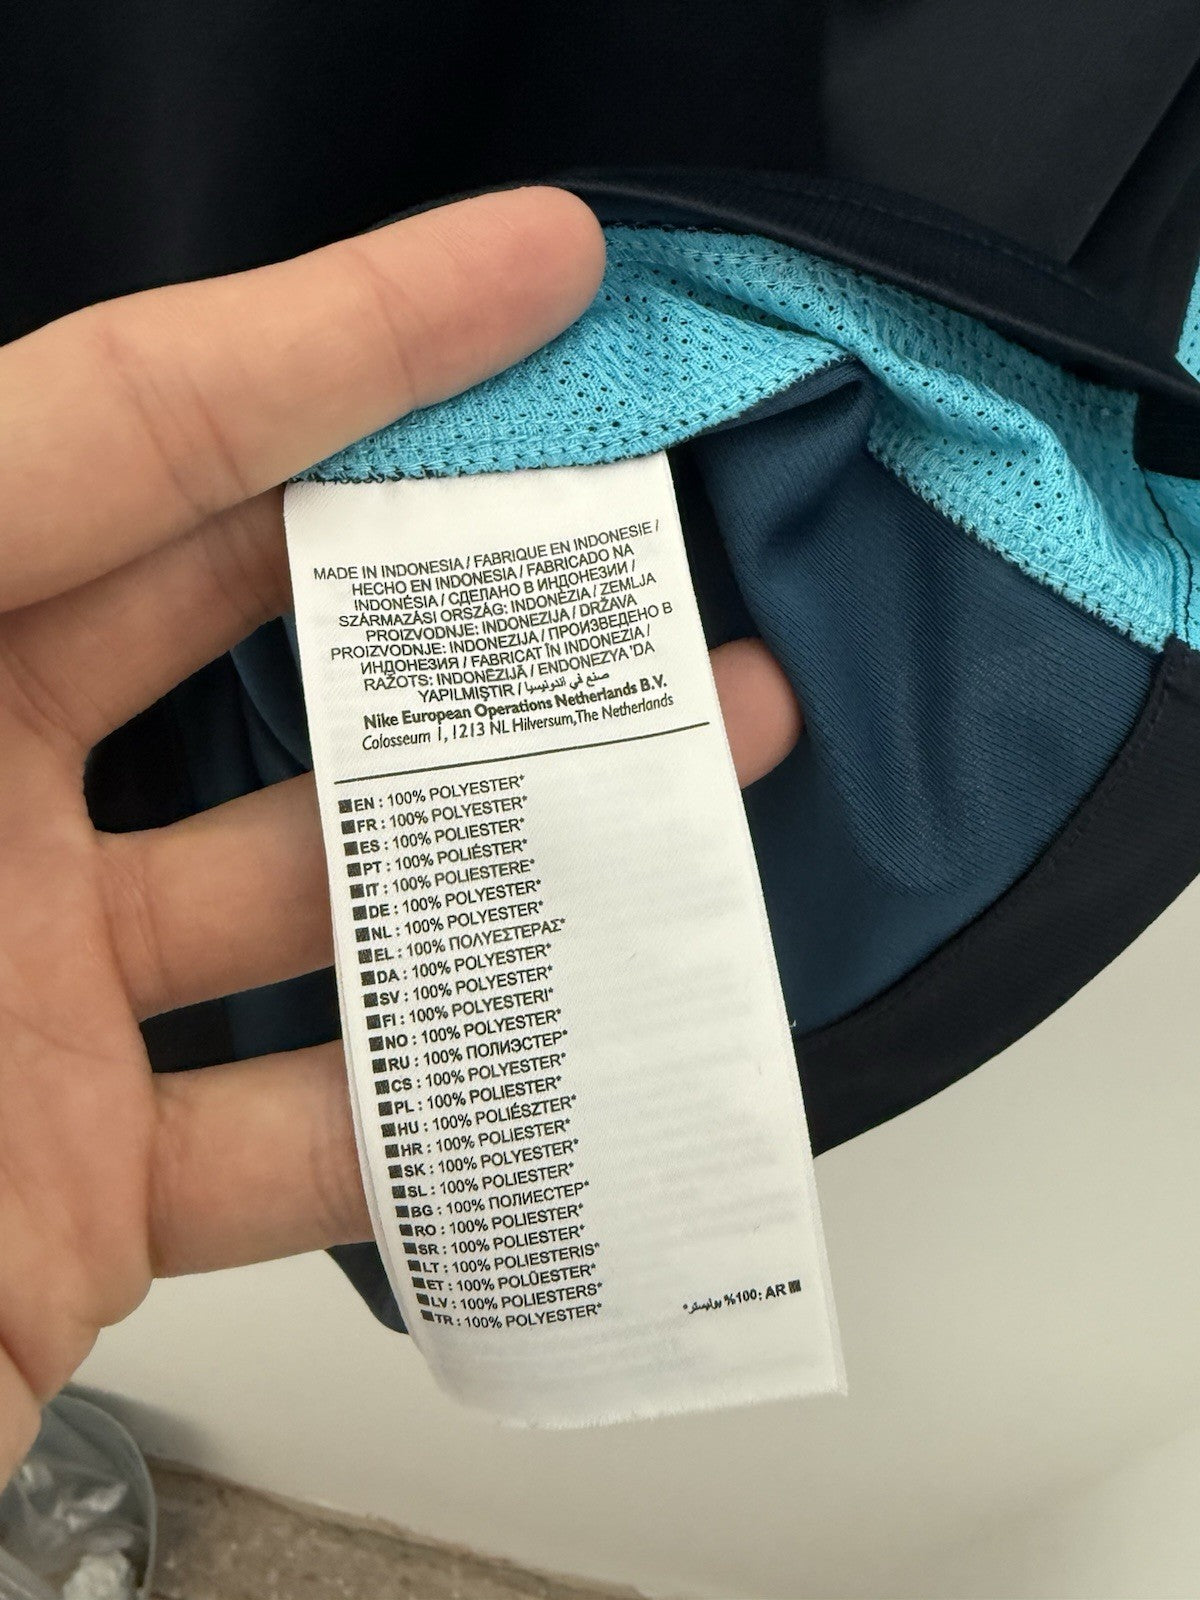 MADE IN INDONESIA / FABRIQUE EN INDONESIE /
HECHO EN INDONESIA / FABRICADO NA
INDONÉSIA / СДЕЛАНО В ИНДОНЕЗИИ /
SZÁRMAZÁSI ORSZÁG: INDONÉZIA / ZEMLJA
PROIZVODNJE: INDONEZIJA / DRŽAVA
PROIZVODNJE: INDONEZIJA / ПРОИЗВЕДЕНО В
ИНДОНЕЗИЯ / FABRICAT ÎN INDONEZIA /
RAŽOTS: INDONĒZIJĀ / ENDONEZYA 'DA
YAPILMIŞTIR / صنع في اندونيسيا
Nike European Operations Netherlands B.V.
Colosseum 1, 1213 NL Hilversum, The Netherlands
EN : 100% POLYESTER*
FR : 100% POLYESTER*
ES : 100% POLIESTER*
PT : 100% POLIÉSTER*
IT : 100% POLIESTERE*
DE : 100% POLYESTER*
NL : 100% POLYESTER*
EL : 100% ΠΟΛΥΕΣΤΕΡΑΣ*
DA : 100% POLYESTER*
SV : 100% POLYESTER*
FI : 100% POLYESTERI*
NO : 100% POLYESTER*
RU : 100% ПОЛИЭСТЕР*
CS : 100% POLYESTER*
PL : 100% POLIESTER*
HU : 100% POLIÉSZTER*
HR : 100% POLIESTER*
SK : 100% POLYESTER*
SL : 100% POLIESTER*
BG : 100% ПОЛИЕСТЕР*
RO : 100% POLIESTER*
SR : 100% POLIESTER*
LT : 100% POLIESTERIS*
ET : 100% POLÜESTER*
LV : 100% POLIESTERS*
TR : 100% POLYESTER*
AR :100% بوليستر*